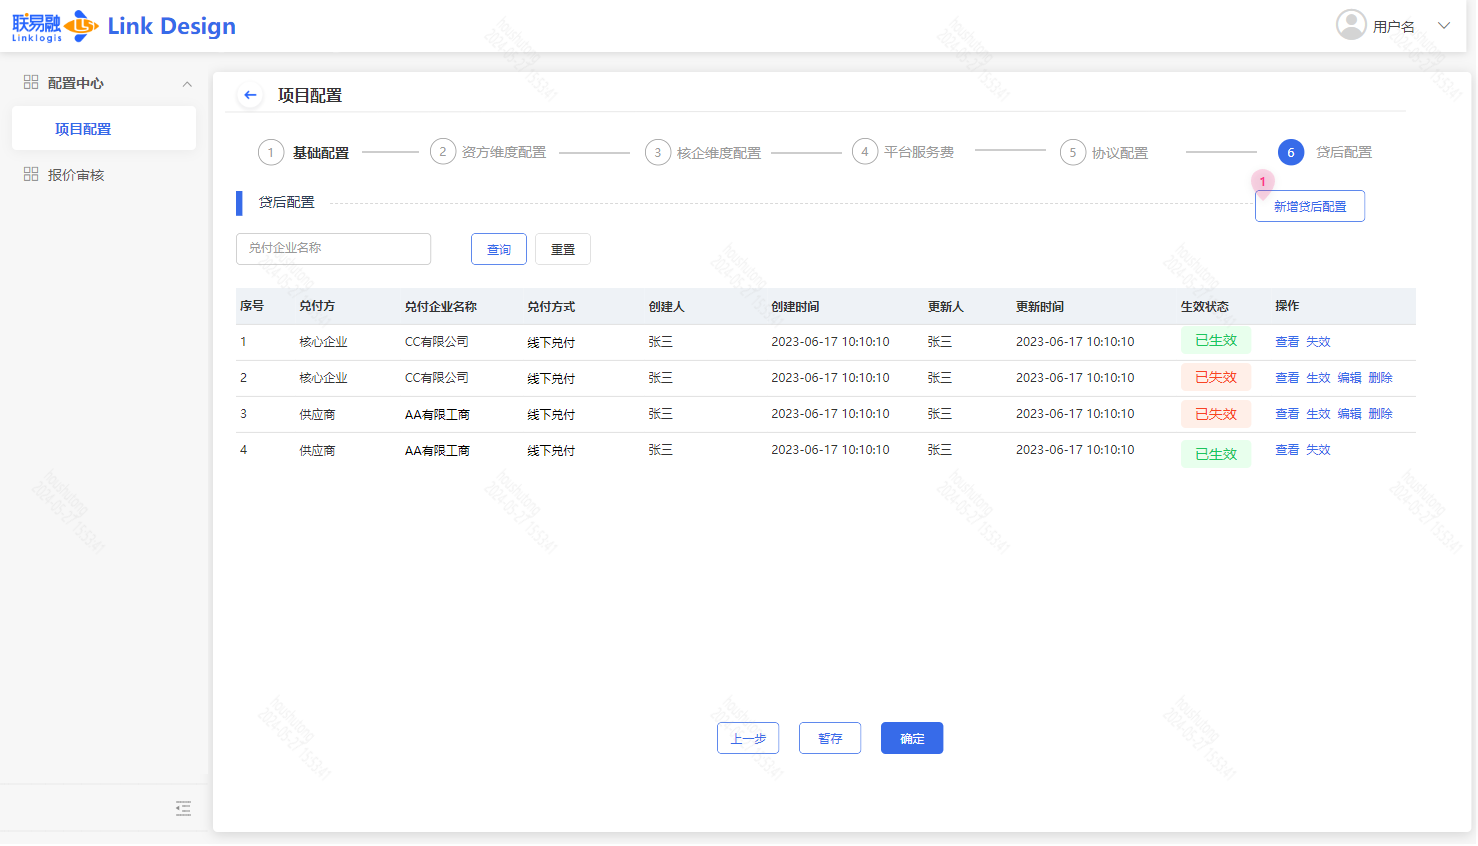 联易融 Linklogis LS Link Design
用户名
配置中心
项目配置
报价审核
项目配置
1 基础配置 2 资方维度配置 3 核企维度配置 4 平台服务费 5 协议配置 6 贷后配置
贷后配置
1
新增贷后配置
兑付企业名称 查询 重置
序号 兑付方 兑付企业名称 兑付方式 创建人 创建时间 更新人 更新时间 生效状态 操作
1 核心企业 CC有限公司 线下兑付 张三 2023-06-17 10:10:10 张三 2023-06-17 10:10:10 已生效 查看 失效
2 核心企业 CC有限公司 线下兑付 张三 2023-06-17 10:10:10 张三 2023-06-17 10:10:10 已失效 查看 生效 编辑 删除
3 供应商 AA有限工商 线下兑付 张三 2023-06-17 10:10:10 张三 2023-06-17 10:10:10 已失效 查看 生效 编辑 删除
4 供应商 AA有限工商 线下兑付 张三 2023-06-17 10:10:10 张三 2023-06-17 10:10:10 已生效 查看 失效
上一步 暂存 确定
houshutong
2024-05-27 15:53:41